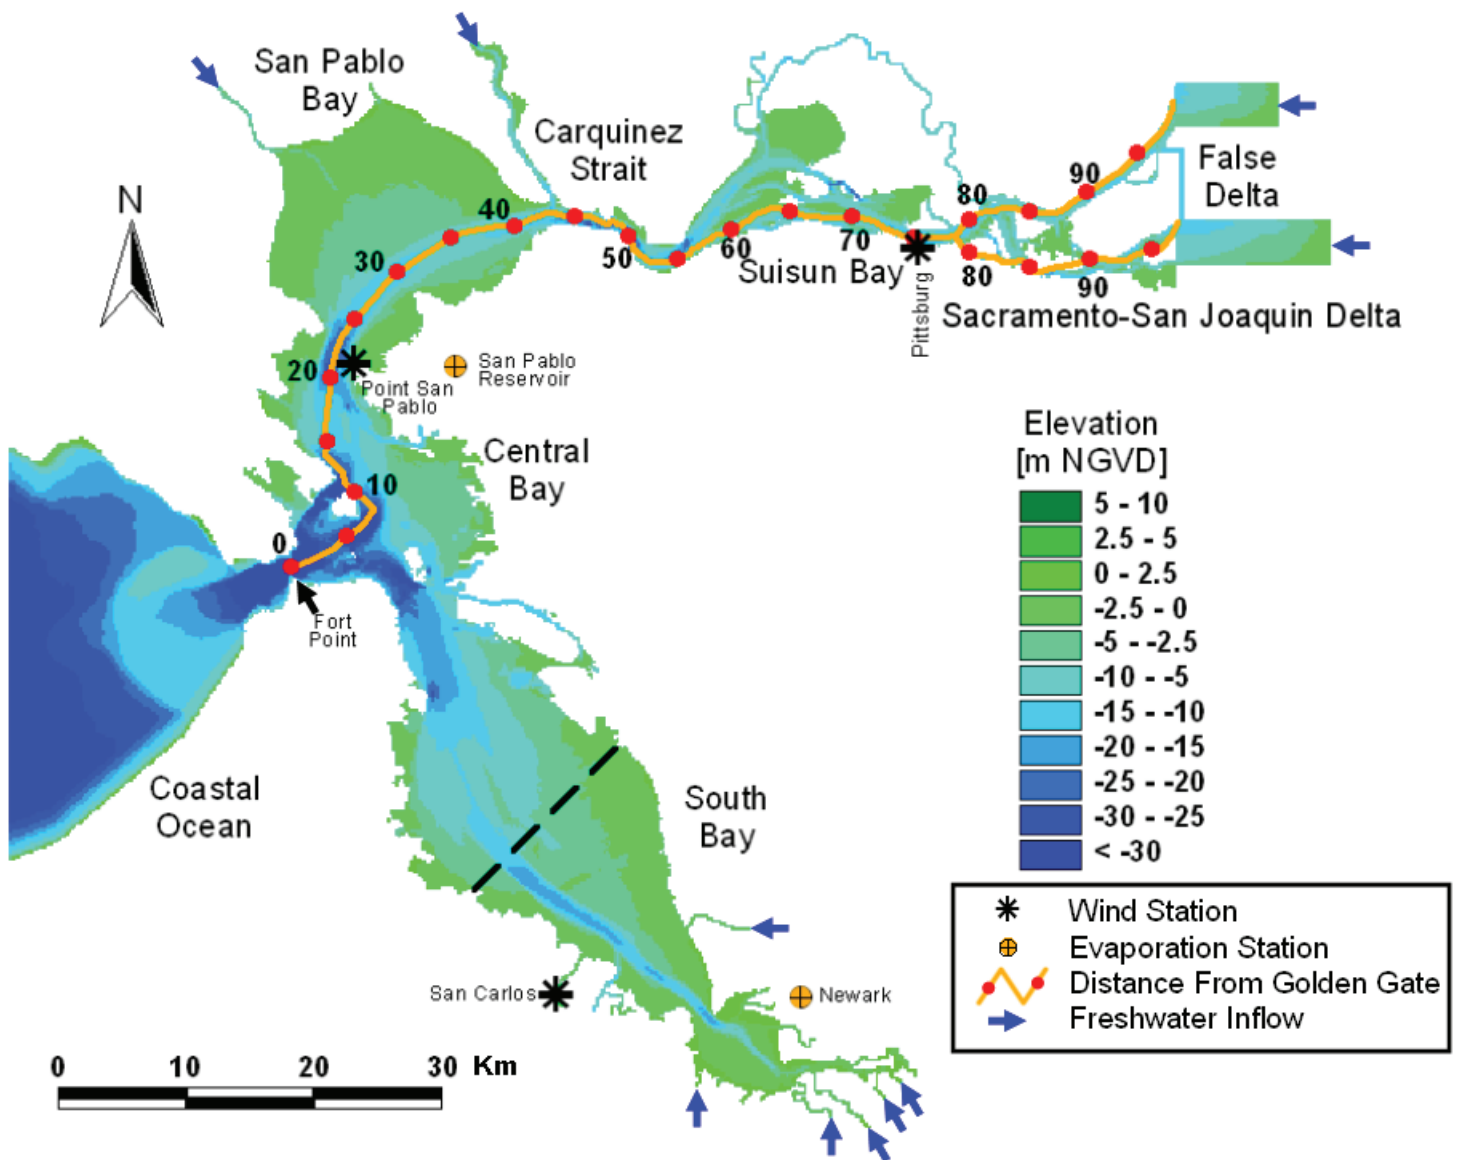 San Pablo
Bay
Carquinez
Strait
False
Delta
N
40
30
50
60
70
80
90
80
90
Suisun Bay
Pittsburg
Sacramento-San Joaquin Delta
20
Point San
Pablo
San Pablo
Reservoir
Central
Bay
10
0
Fort
Point
Coastal
Ocean
South
Bay
San Carlos
Newark
Elevation
[m NGVD]
5 - 10
2.5 - 5
0 - 2.5
-2.5 - 0
-5 - -2.5
-10 - -5
-15 - -10
-20 - -15
-25 - -20
-30 - -25
< -30
Wind Station
Evaporation Station
Distance From Golden Gate
Freshwater Inflow
0 10 20 30 Km